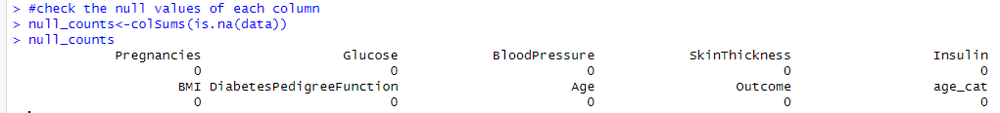 > #check the null values of each column
> null_counts<-colSums(is.na(data))
> null_counts
Pregnancies Glucose BloodPressure SkinThickness Insulin
0 0 0 0 0
BMI DiabetesPedigreeFunction Age Outcome age_cat
0 0 0 0 0